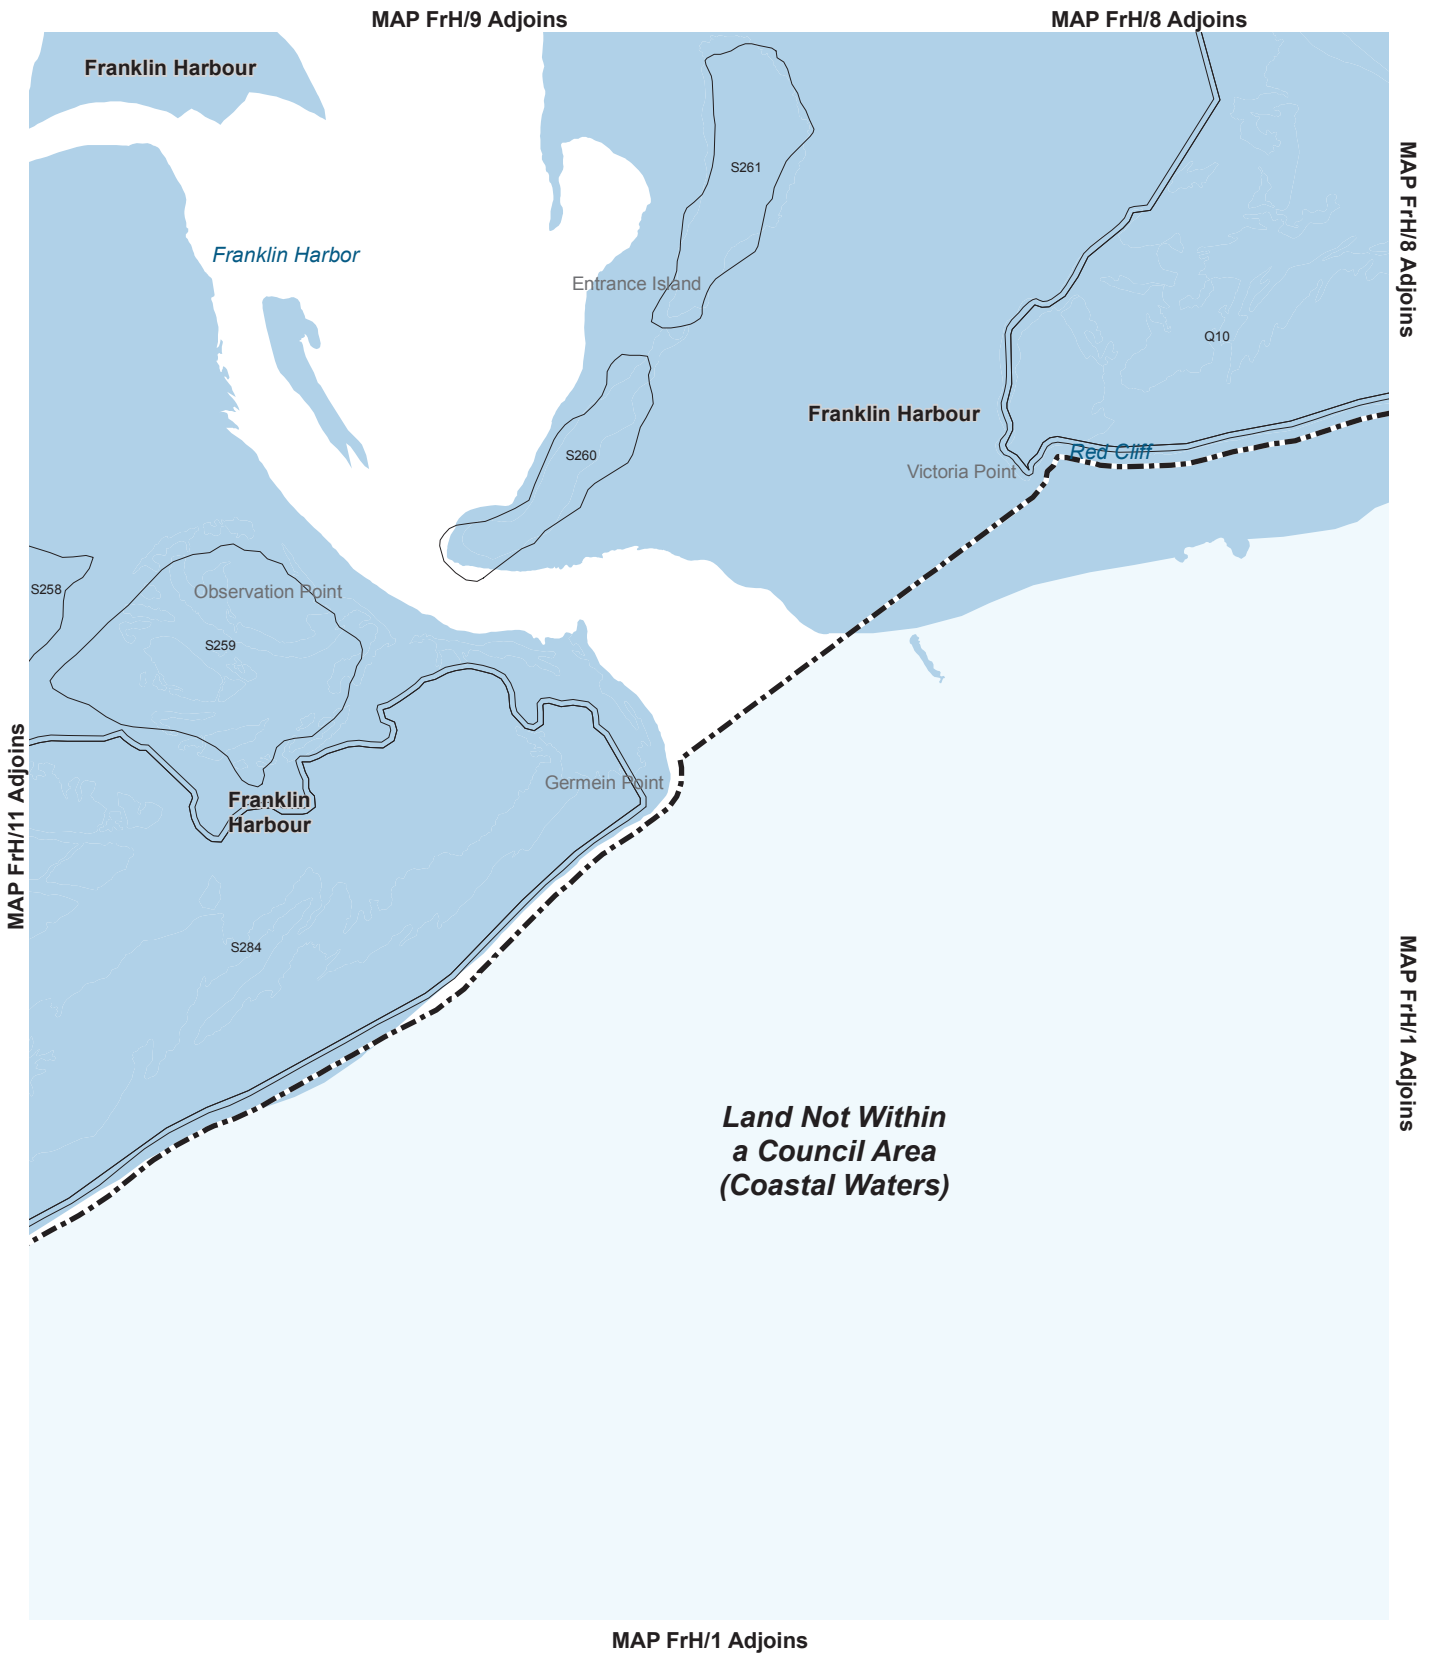 MAP FrH/9 Adjoins
MAP FrH/8 Adjoins
Franklin Harbour
MAP FrH/8 Adjoins
S261
Franklin Harbor
Entrance Island
Q10
Franklin Harbour
Red Cliff
S260
Victoria Point
S258
Observation Point
S259
MAP FrH/11 Adjoins
Germein Point
Franklin
Harbour
S284
MAP FrH/1 Adjoins
Land Not Within
a Council Area
(Coastal Waters)
MAP FrH/1 Adjoins